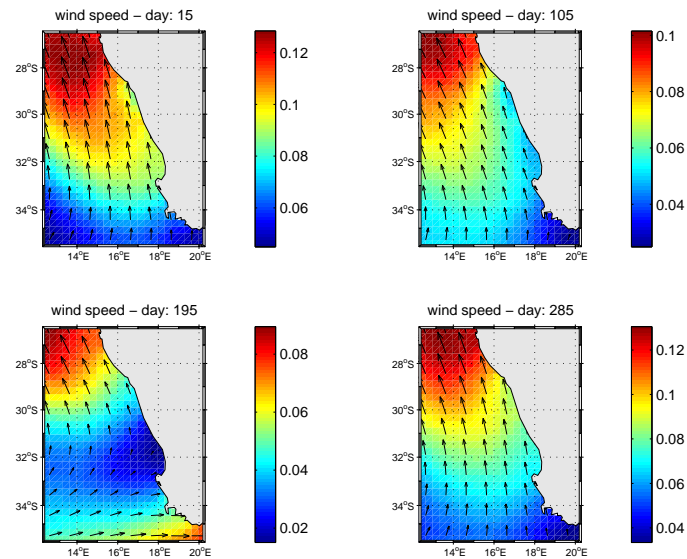 wind speed – day: 15
28°S
30°S
32°S
34°S
14°E
16°E
18°E
20°E
0.12
0.1
0.08
0.06
wind speed – day: 105
28°S
30°S
32°S
34°S
14°E
16°E
18°E
20°E
0.1
0.08
0.06
0.04
wind speed – day: 195
28°S
30°S
32°S
34°S
14°E
16°E
18°E
20°E
0.08
0.06
0.04
0.02
wind speed – day: 285
28°S
30°S
32°S
34°S
14°E
16°E
18°E
20°E
0.12
0.1
0.08
0.06
0.04